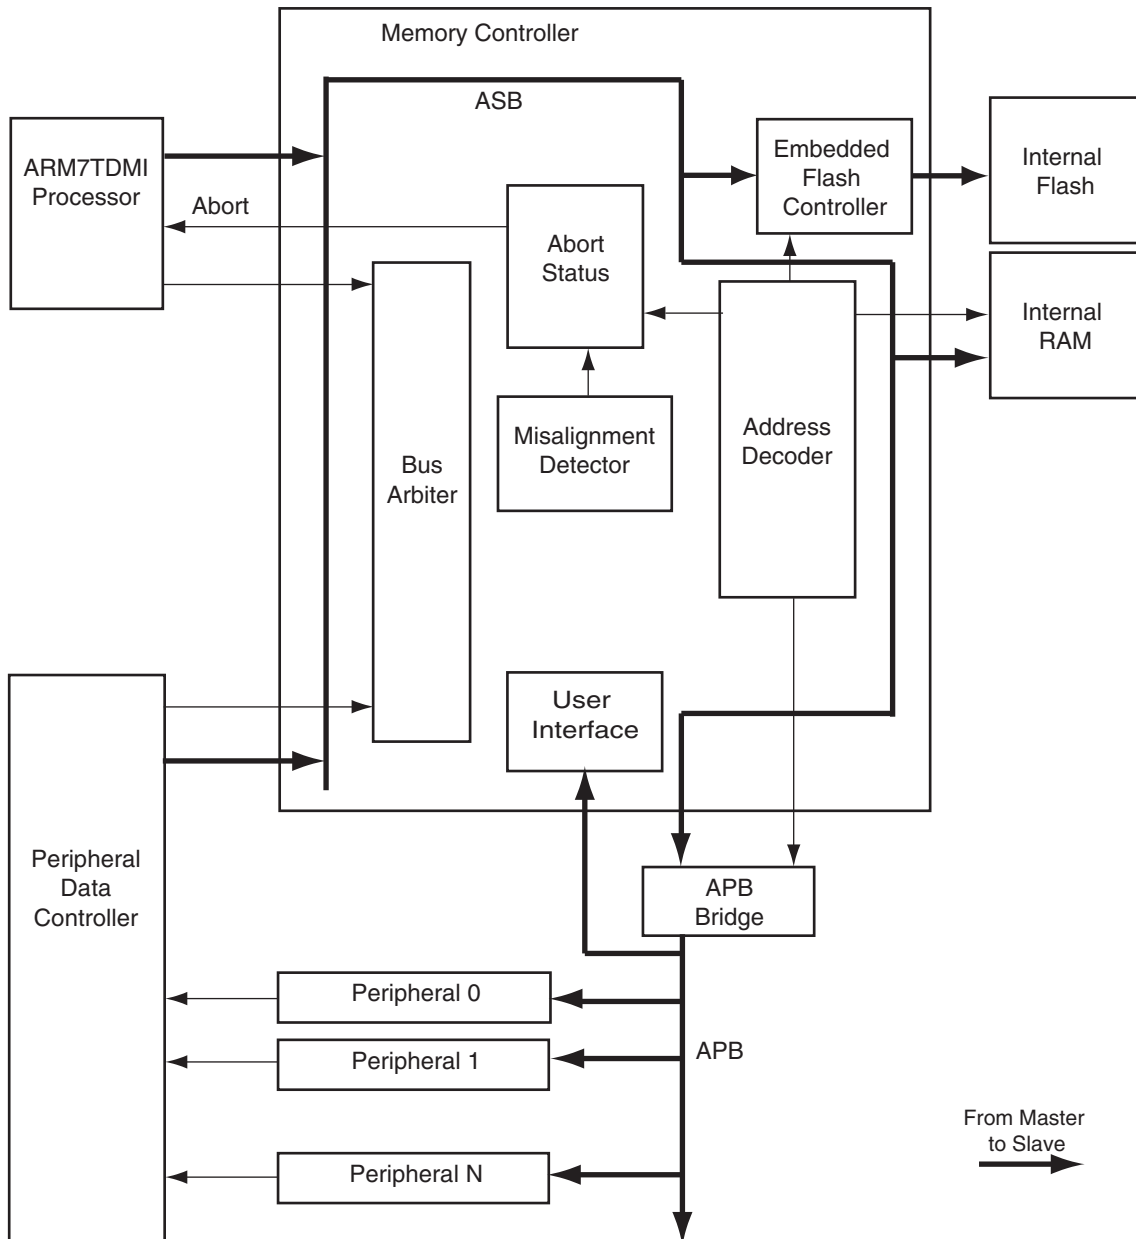 Memory Controller
ASB
ARM7TDMI
Processor
Embedded
Flash
Controller
Internal
Flash
Abort
Abort
Status
Internal
RAM
Misalignment
Detector
Address
Decoder
Bus
Arbiter
User
Interface
Peripheral
Data
Controller
APB
Bridge
Peripheral 0
Peripheral 1
APB
Peripheral N
From Master
to Slave